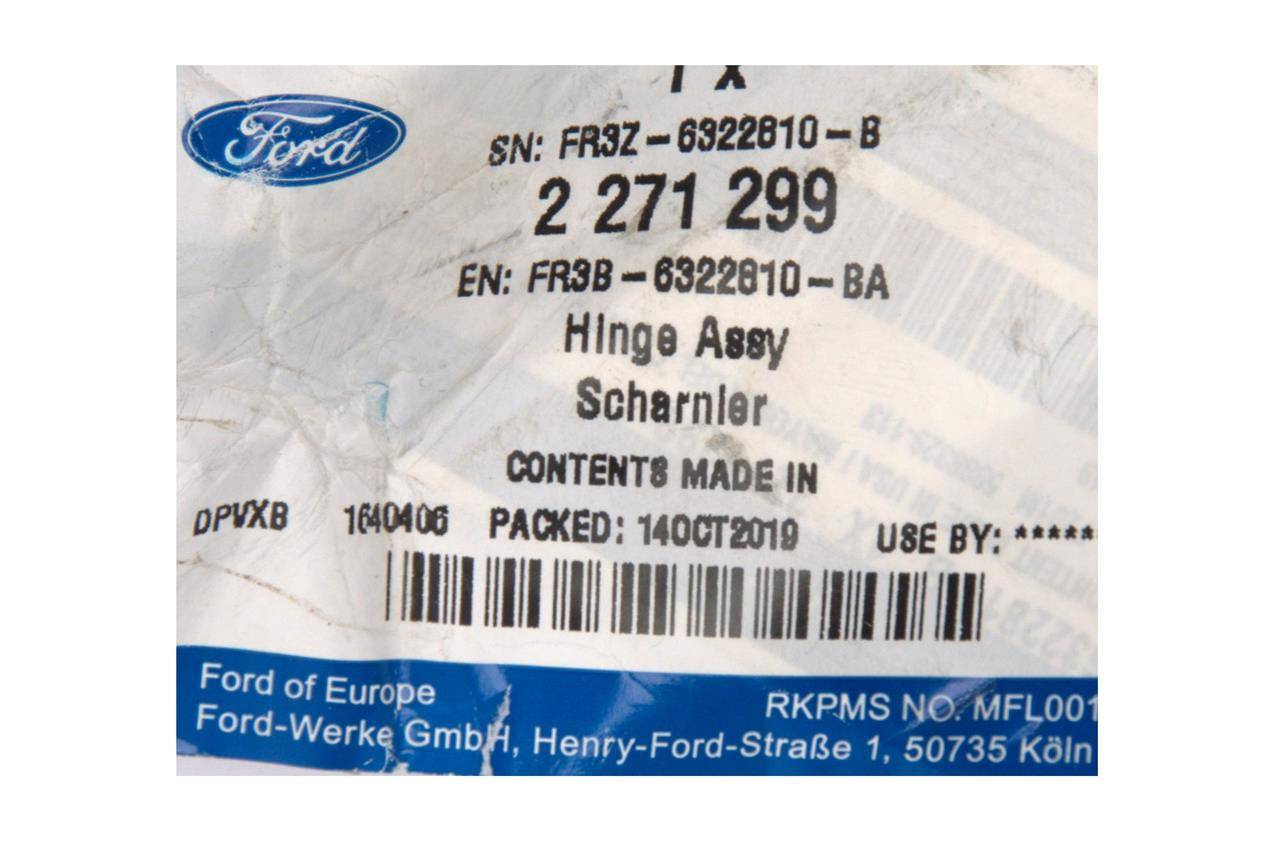 1 X
Ford
SN: FR3Z-6322810-B
2 271 299
EN: FR3B-6322810-BA
Hinge Assy
Scharnier
CONTENTS MADE IN
DPVXB 1640406 PACKED: 14OCT2019 USE BY: *****
Ford of Europe
RKPMS NO. MFL001
Ford-Werke GmbH, Henry-Ford-Straße 1, 50735 Köln